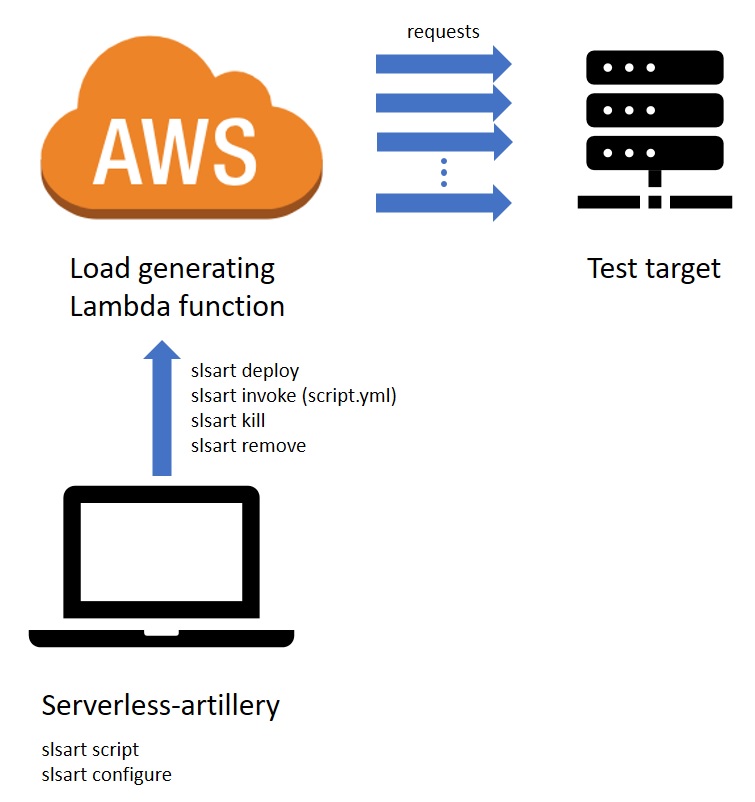 requests
AWS
Load generating
Lambda function
Test target
slsart deploy
slsart invoke (script.yml)
slsart kill
slsart remove
Serverless-artillery
slsart script
slsart configure